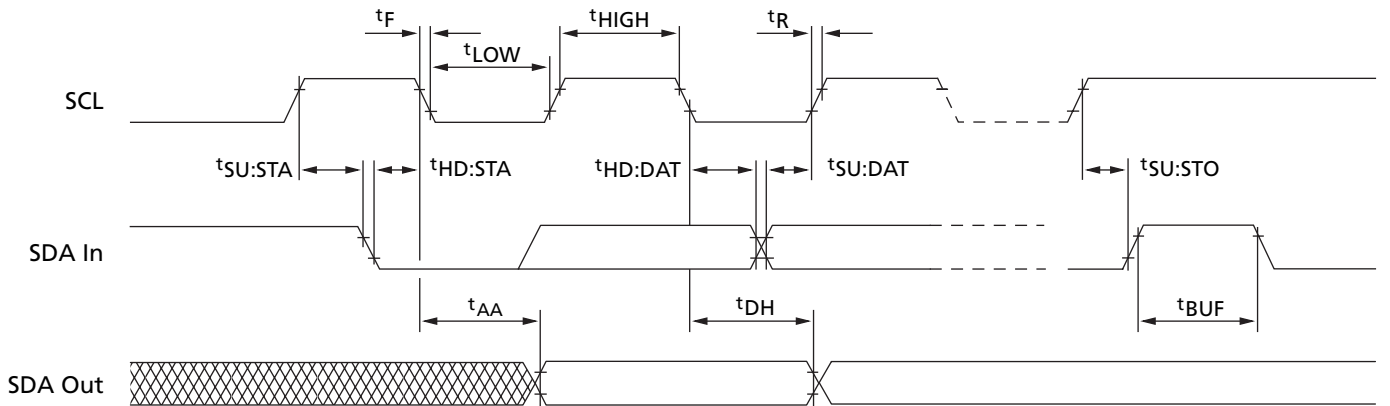 tF tHIGH tR
tLOW
SCL
tSU:STA tHD:STA tHD:DAT tSU:DAT tSU:STO
SDA In
tAA tDH tBUF
SDA Out